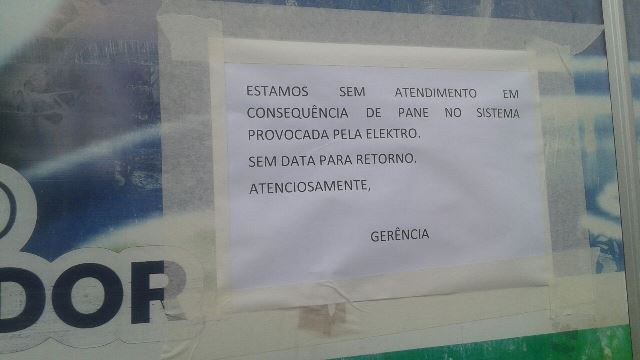 ESTAMOS SEM ATENDIMENTO EM
CONSEQUÊNCIA DE PANE NO SISTEMA
PROVOCADA PELA ELEKTRO.
SEM DATA PARA RETORNO.
ATENCIOSAMENTE,
GERÊNCIA
DOR